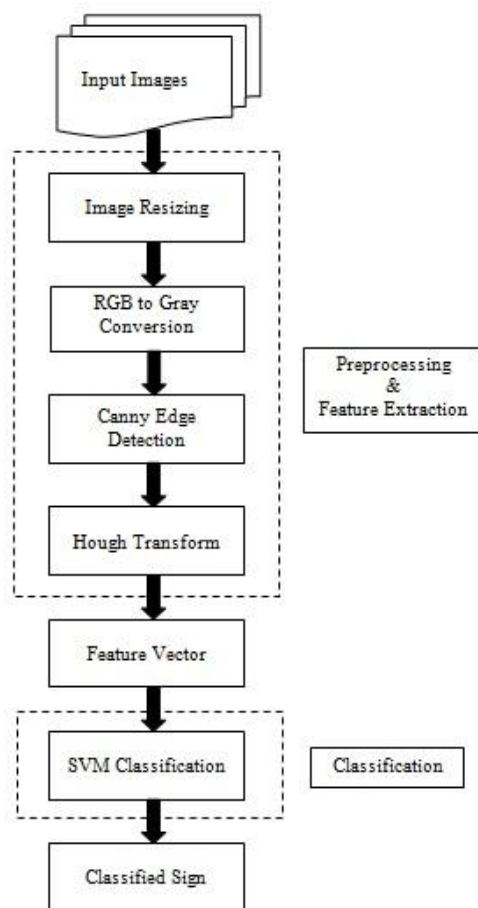 Input Images
Image Resizing
RGB to Gray
Conversion
Canny Edge
Detection
Hough Transform
Preprocessing
&
Feature Extraction
Feature Vector
SVM Classification
Classification
Classified Sign